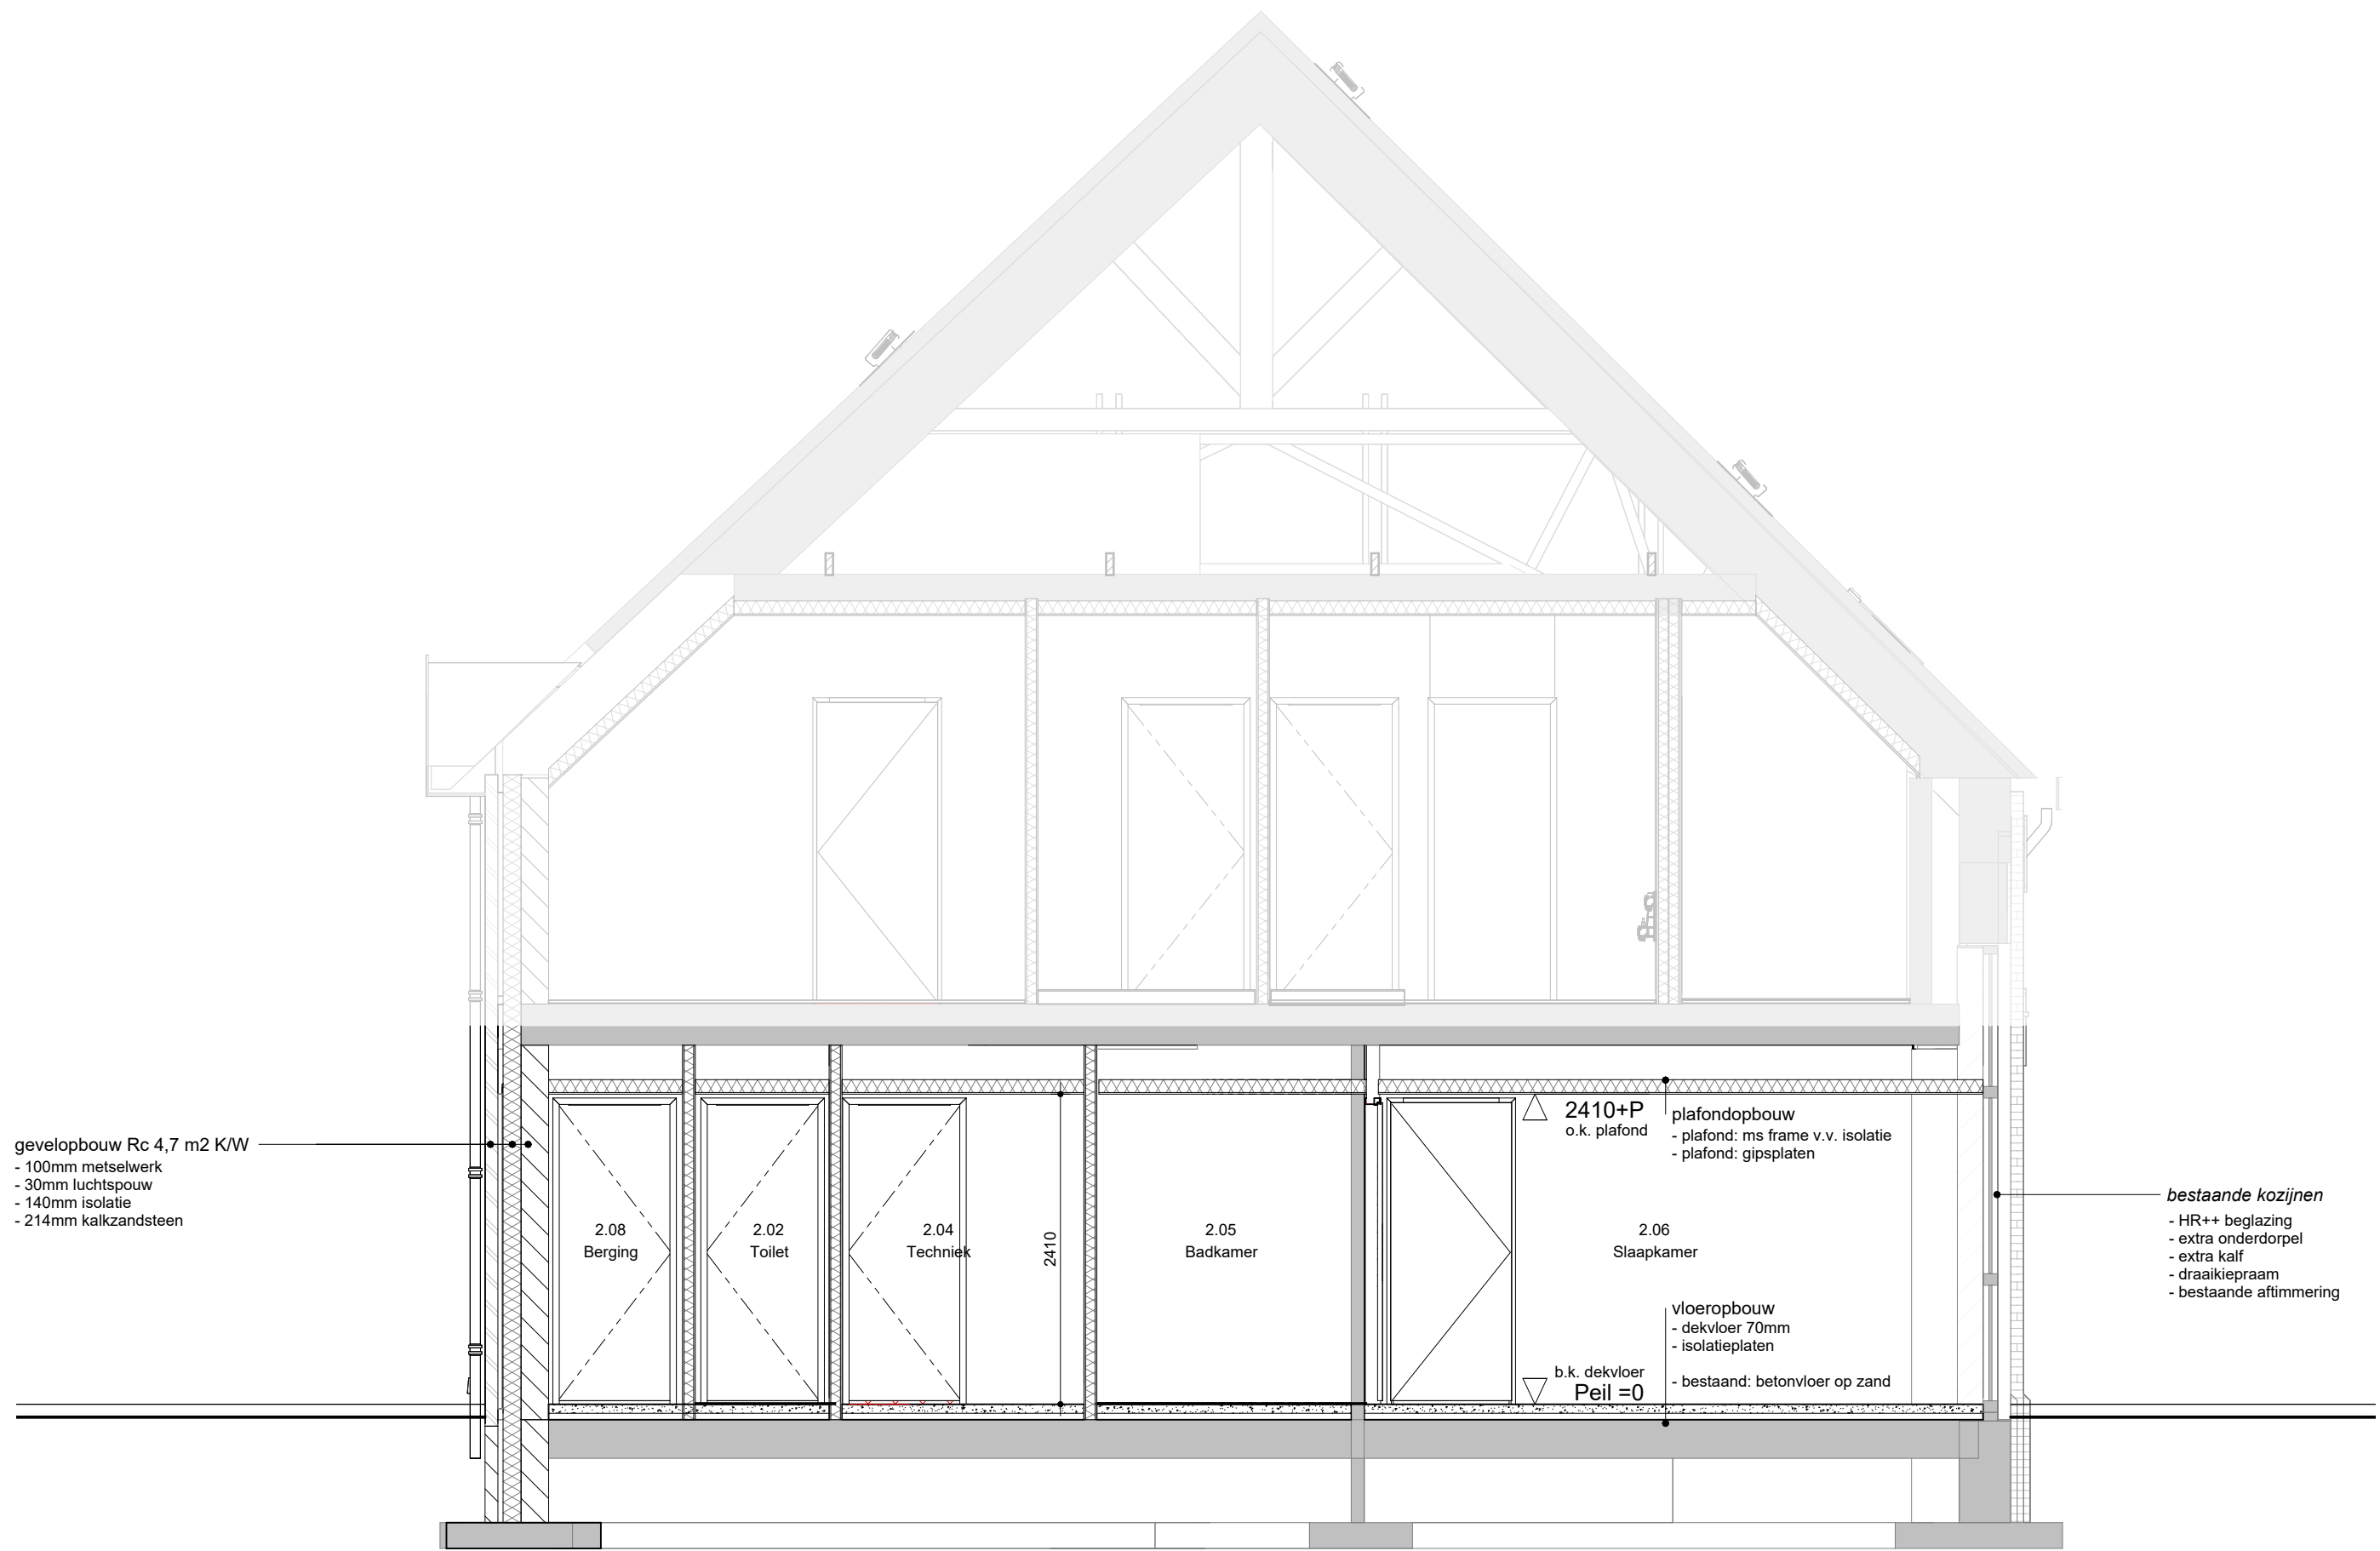 gevelopbouw Rc 4,7 m2 K/W
- 100mm metselwerk
- 30mm luchtspouw
- 140mm isolatie
- 214mm kalkzandsteen
2.08
Berging
2.02
Toilet
2.04
Techniek
2410
2.05
Badkamer
2410+P
o.k. plafond
plafondopbouw
- plafond: ms frame v.v. isolatie
- plafond: gipsplaten
2.06
Slaapkamer
vloeropbouw
- dekvloer 70mm
- isolatieplaten
- bestaand: betonvloer op zand
b.k. dekvloer
Peil =0
bestaande kozijnen
- HR++ beglazing
- extra onderdorpel
- extra kalf
- draaikiepraam
- bestaande aftimmering